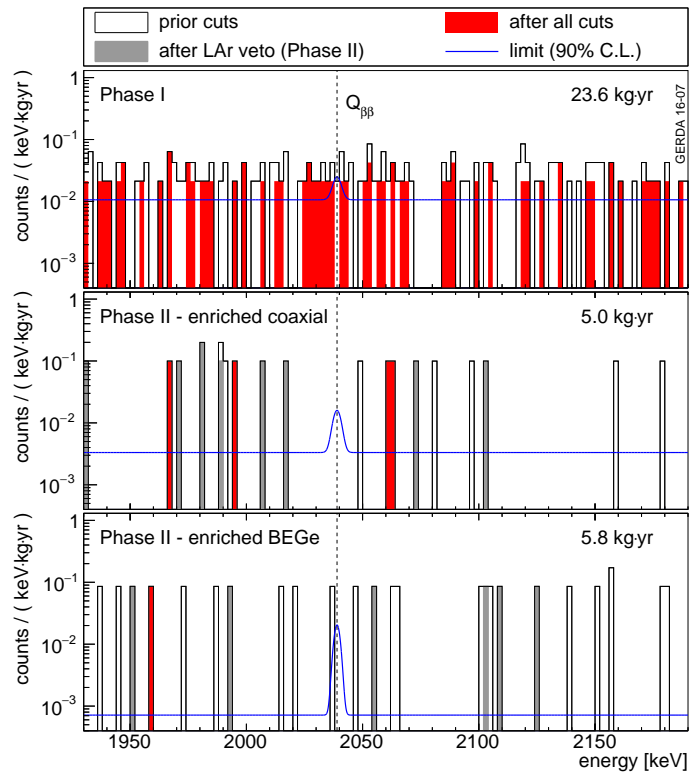 prior cuts
after all cuts
after LAr veto (Phase II)
limit (90% C.L.)
counts / ( keV·kg·yr)
1
10⁻¹
10⁻²
10⁻³
Phase I
Qββ
23.6 kg·yr
GERDA 16-07
counts / ( keV·kg·yr)
1
10⁻¹
10⁻²
10⁻³
Phase II - enriched coaxial
5.0 kg·yr
counts / ( keV·kg·yr)
1
10⁻¹
10⁻²
10⁻³
Phase II - enriched BEGe
5.8 kg·yr
1950 2000 2050 2100 2150
energy [keV]